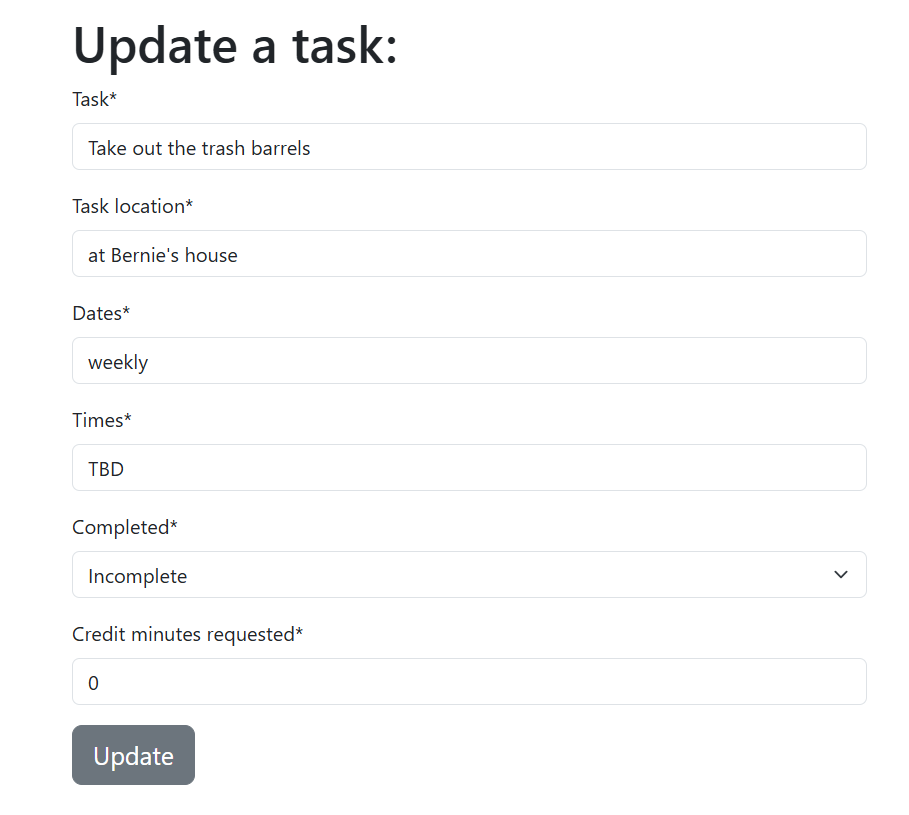 Update a task:
Task*
Take out the trash barrels
Task location*
at Bernie's house
Dates*
weekly
Times*
TBD
Completed*
Incomplete
Credit minutes requested*
0
Update